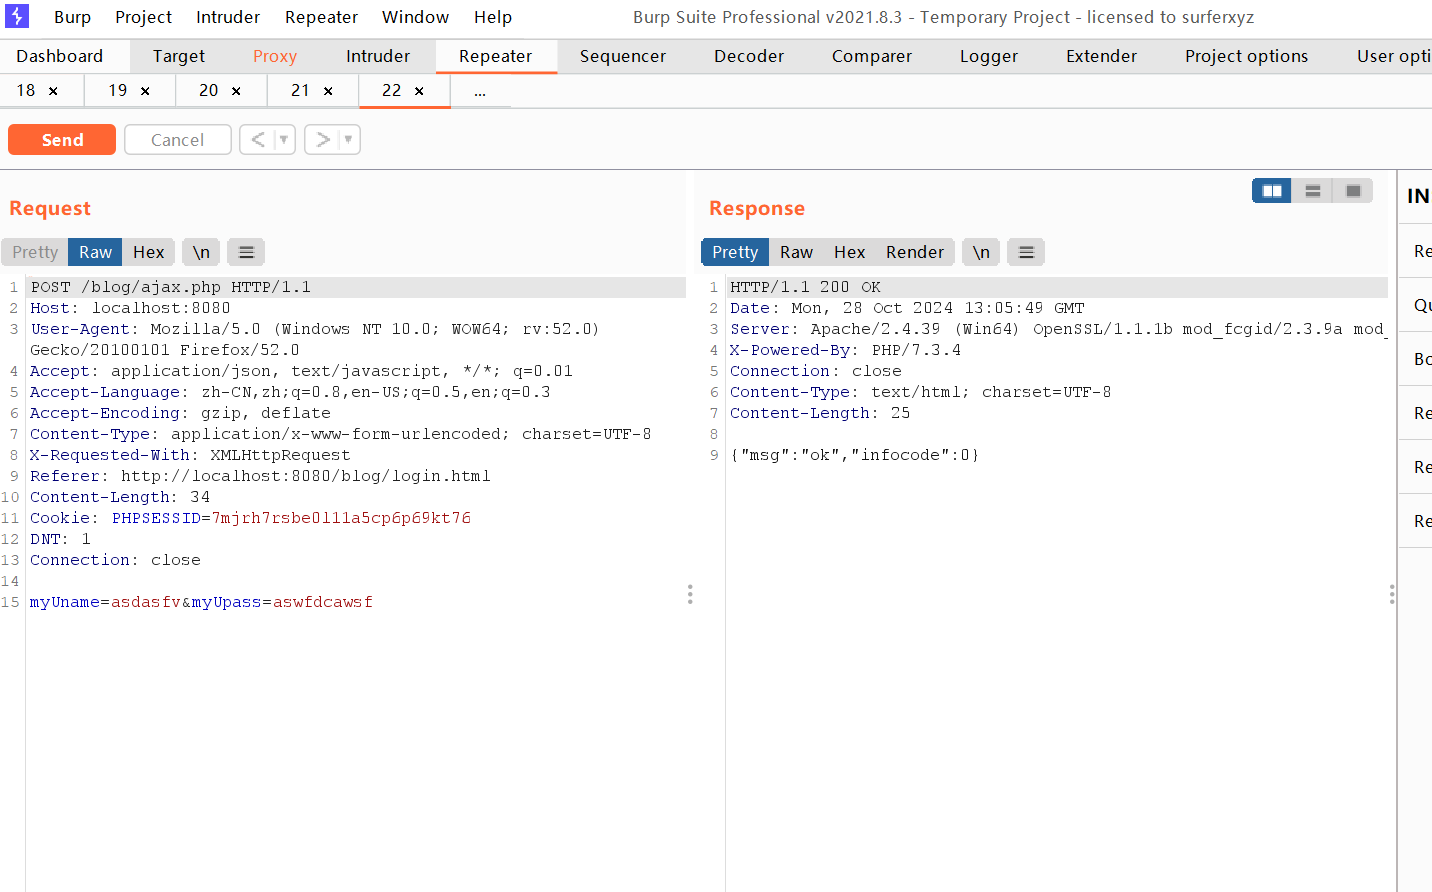 Burp Project Intruder Repeater Window Help Burp Suite Professional v2021.8.3 - Temporary Project - licensed to surferxyz
Dashboard Target Proxy Intruder Repeater Sequencer Decoder Comparer Logger Extender Project options User opti
18 × 19 × 20 × 21 × 22 × ...
Send Cancel < ▼ > ▼
Request
Pretty Raw Hex \n
1 POST /blog/ajax.php HTTP/1.1
2 Host: localhost:8080
3 User-Agent: Mozilla/5.0 (Windows NT 10.0; WOW64; rv:52.0)
Gecko/20100101 Firefox/52.0
4 Accept: application/json, text/javascript, */*; q=0.01
5 Accept-Language: zh-CN,zh;q=0.8,en-US;q=0.5,en;q=0.3
6 Accept-Encoding: gzip, deflate
7 Content-Type: application/x-www-form-urlencoded; charset=UTF-8
8 X-Requested-With: XMLHttpRequest
9 Referer: http://localhost:8080/blog/login.html
10 Content-Length: 34
11 Cookie: PHPSESSID=7mjrh7rsbe0l11a5cp6p69kt76
12 DNT: 1
13 Connection: close
14
15 myUname=asdasfv&myUpass=aswfdcawsf
Response
Pretty Raw Hex Render \n
1 HTTP/1.1 200 OK
2 Date: Mon, 28 Oct 2024 13:05:49 GMT
3 Server: Apache/2.4.39 (Win64) OpenSSL/1.1.1b mod_fcgid/2.3.9a mod_
4 X-Powered-By: PHP/7.3.4
5 Connection: close
6 Content-Type: text/html; charset=UTF-8
7 Content-Length: 25
8
9 {"msg":"ok","infocode":0}
IN
Re
Qu
Bo
Re
Re
Re